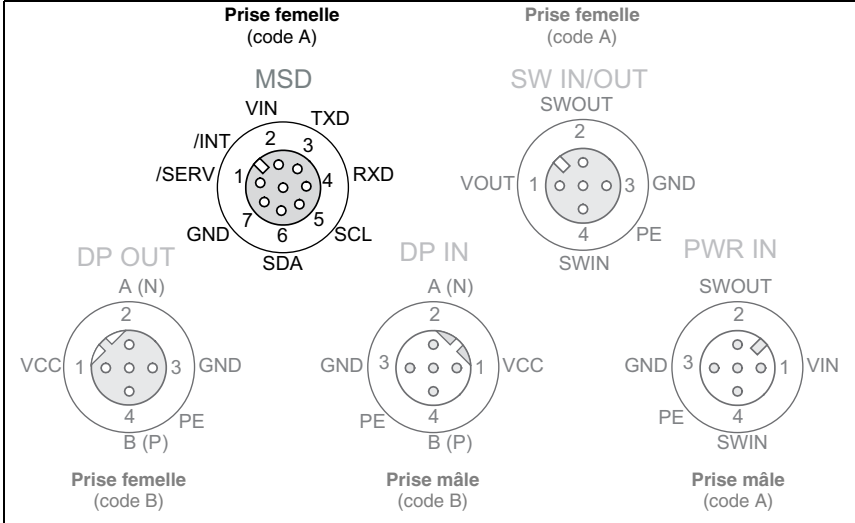 Prise femelle
(code A)
MSD
VIN
TXD
/INT
2
3
/SERV
1
4
RXD
7
5
GND
6
SCL
SDA
Prise femelle
(code A)
SW IN/OUT
SWOUT
2
VOUT
1
3
GND
4
PE
SWIN
DP OUT
A (N)
2
VCC
1
3
GND
4
PE
B (P)
Prise femelle
(code B)
DP IN
A (N)
2
GND
3
1
VCC
PE
4
B (P)
Prise mâle
(code B)
PWR IN
SWOUT
2
GND
3
1
VIN
PE
4
SWIN
Prise mâle
(code A)